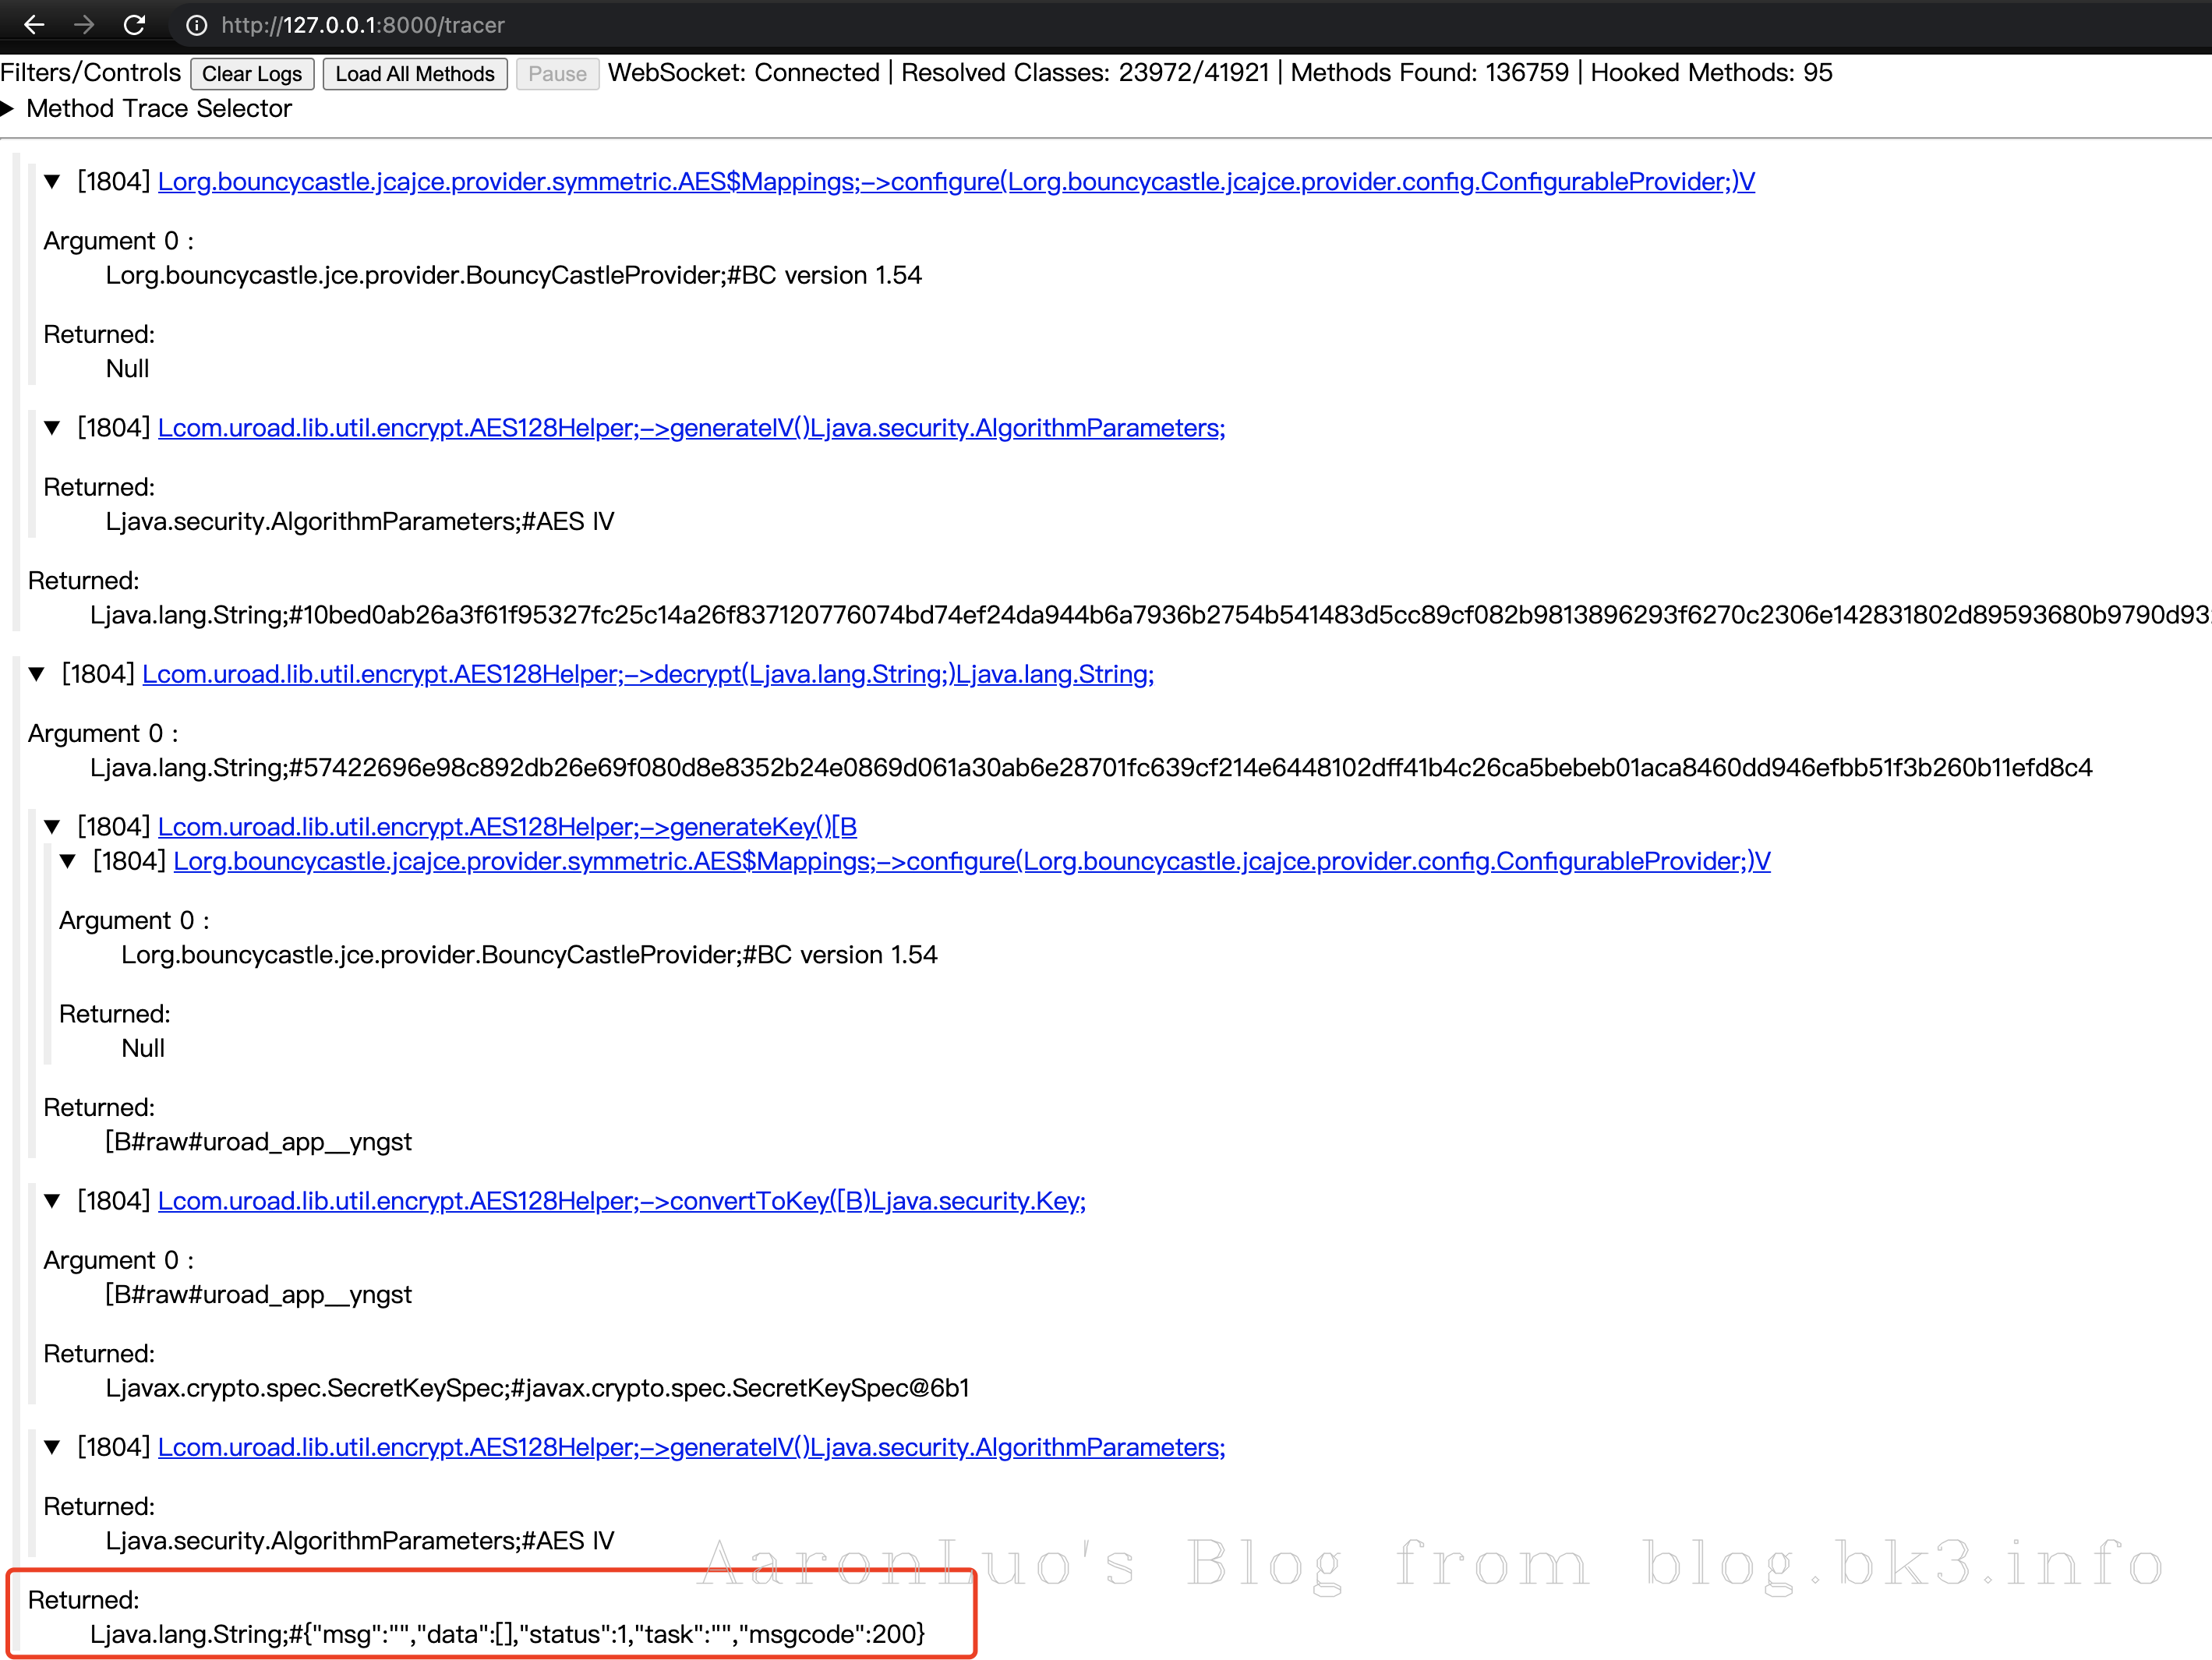 http://127.0.0.1:8000/tracer
Filters/Controls Clear Logs Load All Methods Pause WebSocket: Connected | Resolved Classes: 23972/41921 | Methods Found: 136759 | Hooked Methods: 95
Method Trace Selector
[1804] Lorg.bouncycastle.jcajce.provider.symmetric.AES$Mappings;->configure(Lorg.bouncycastle.jcajce.provider.config.ConfigurableProvider;)V
Argument 0 :
Lorg.bouncycastle.jce.provider.BouncyCastleProvider;#BC version 1.54
Returned:
Null
[1804] Lcom.uroad.lib.util.encrypt.AES128Helper;->generateIV()Ljava.security.AlgorithmParameters;
Returned:
Ljava.security.AlgorithmParameters;#AES IV
Returned:
Ljava.lang.String;#10bed0ab26a3f61f95327fc25c14a26f837120776074bd74ef24da944b6a7936b2754b541483d5cc89cf082b9813896293f6270c2306e142831802d89593680b9790d93
[1804] Lcom.uroad.lib.util.encrypt.AES128Helper;->decrypt(Ljava.lang.String;)Ljava.lang.String;
Argument 0 :
Ljava.lang.String;#57422696e98c892db26e69f080d8e8352b24e0869d061a30ab6e28701fc639cf214e6448102dff41b4c26ca5bebeb01aca8460dd946efbb51f3b260b11efd8c4
[1804] Lcom.uroad.lib.util.encrypt.AES128Helper;->generateKey()[B
[1804] Lorg.bouncycastle.jcajce.provider.symmetric.AES$Mappings;->configure(Lorg.bouncycastle.jcajce.provider.config.ConfigurableProvider;)V
Argument 0 :
Lorg.bouncycastle.jce.provider.BouncyCastleProvider;#BC version 1.54
Returned:
Null
Returned:
[B#raw#uroad_app__yngst
[1804] Lcom.uroad.lib.util.encrypt.AES128Helper;->convertToKey([B)Ljava.security.Key;
Argument 0 :
[B#raw#uroad_app__yngst
Returned:
Ljavax.crypto.spec.SecretKeySpec;#javax.crypto.spec.SecretKeySpec@6b1
[1804] Lcom.uroad.lib.util.encrypt.AES128Helper;->generateIV()Ljava.security.AlgorithmParameters;
Returned:
Ljava.security.AlgorithmParameters;#AES IV
AaronLuo's Blog from blog.bk3.info
Returned:
Ljava.lang.String;#{"msg":"","data":[],"status":1,"task":"","msgcode":200}